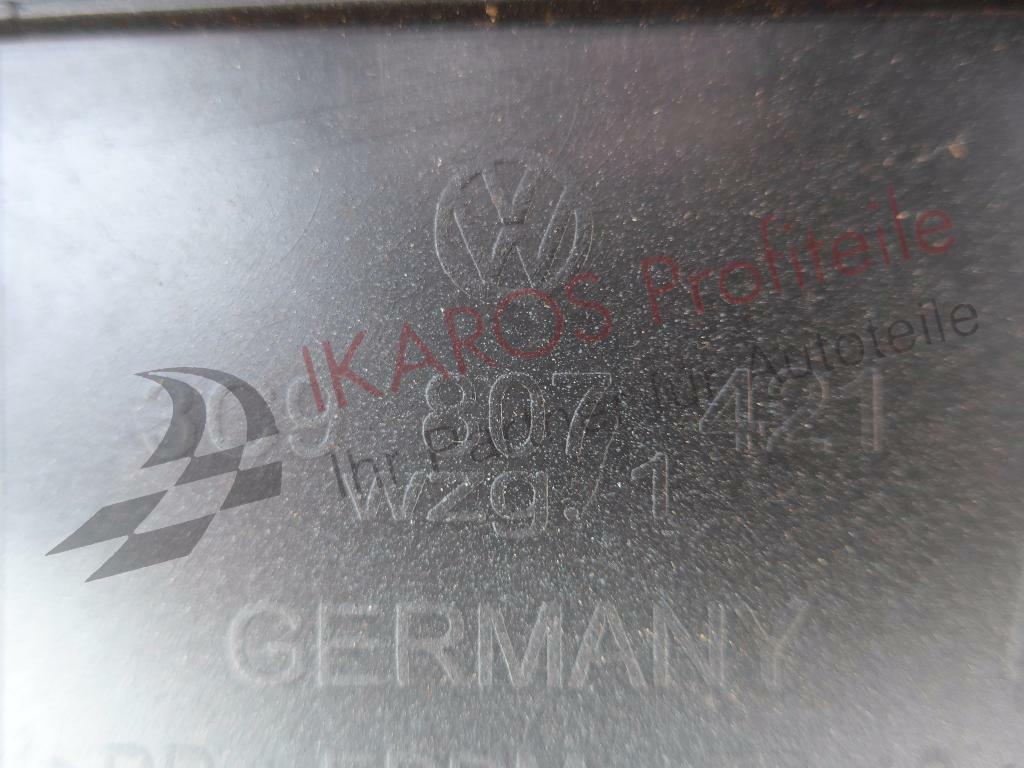 IKAROS Profiteile
Ihr Partner für Autoteile
3G9 807 421
wzg./1
GERMANY